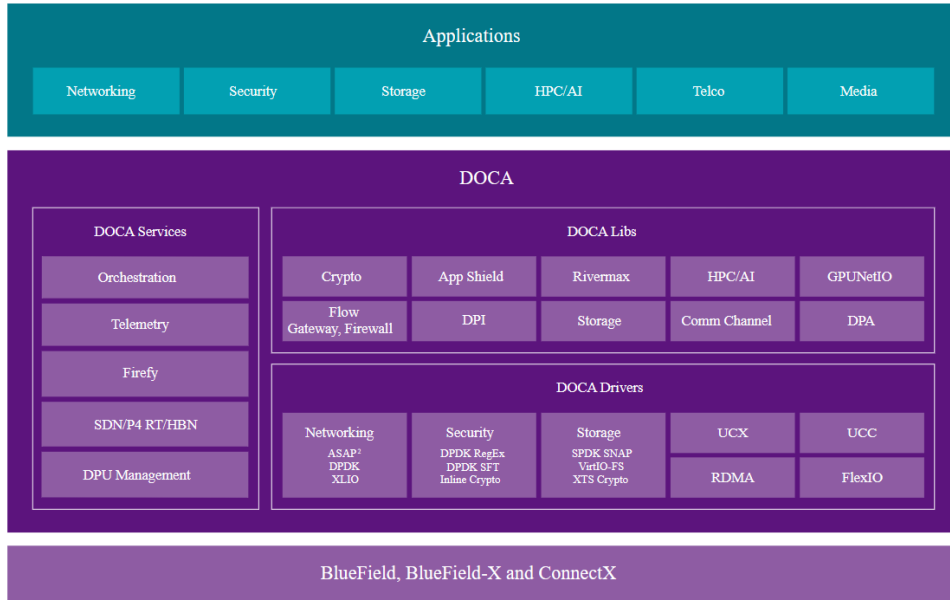 Applications
Networking
Security
Storage
HPC/AI
Telco
Media
DOCA
DOCA Services
Orchestration
Telemetry
Firefy
SDN/P4 RT/HBN
DPU Management
DOCA Libs
Crypto
App Shield
Rivermax
HPC/AI
GPUNetIO
Flow
Gateway, Firewall
DPI
Storage
Comm Channel
DPA
DOCA Drivers
Networking
ASAP²
DPDK
XLIO
Security
DPDK RegEx
DPDK SFT
Inline Crypto
Storage
SPDK SNAP
VirtIO-FS
XTS Crypto
UCX
UCC
RDMA
FlexIO
BlueField, BlueField-X and ConnectX